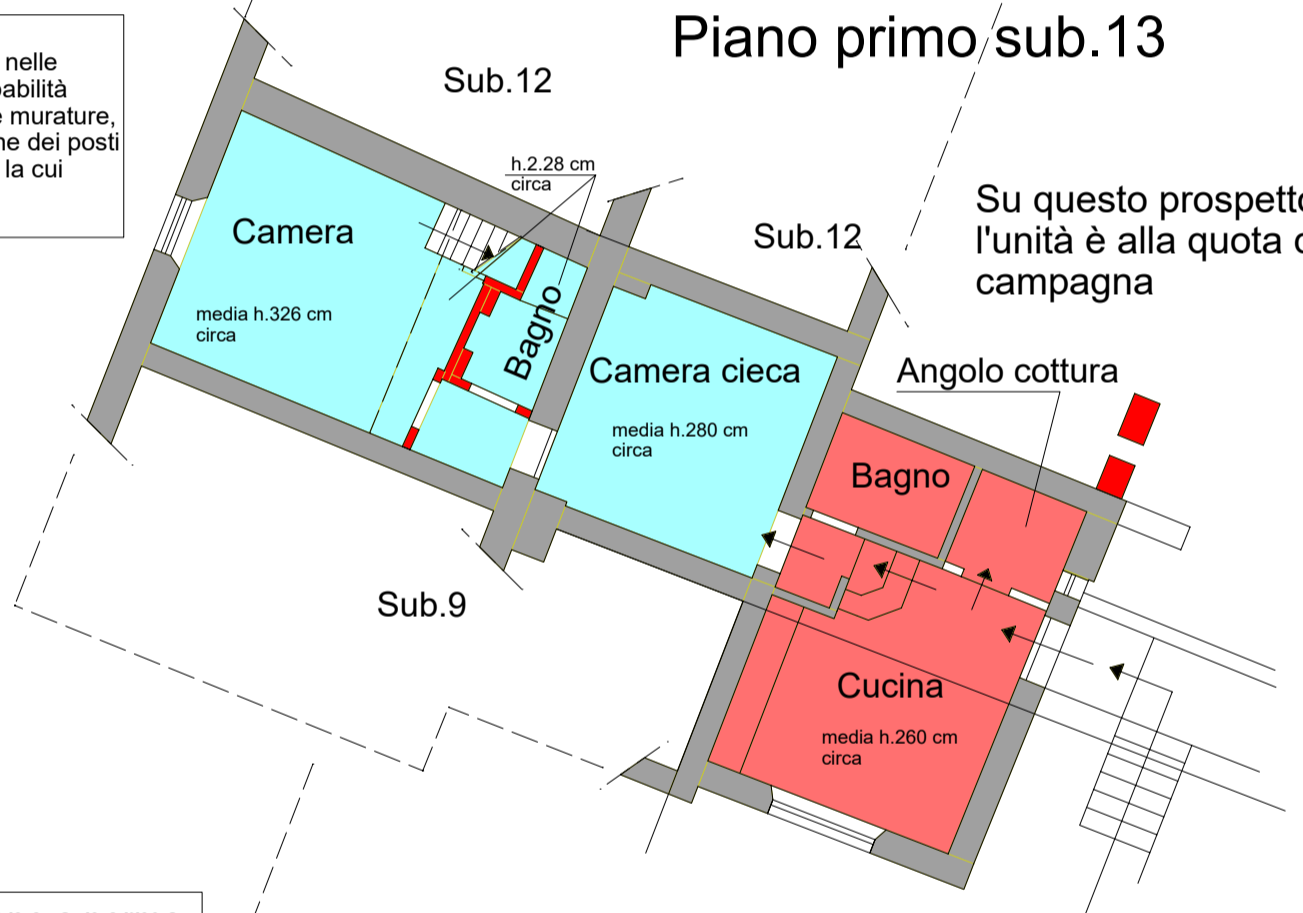 Piano primo sub.13
nelle
abilità
murature,
ne dei posti
la cui
Sub.12
h.2.28 cm
circa
Sub.12
Su questo prospetto
l'unità è alla quota
campagna
Camera
media h.326 cm
circa
Bagno
Camera cieca
media h.280 cm
circa
Angolo cottura
Bagno
Sub.9
Cucina
media h.260 cm
circa